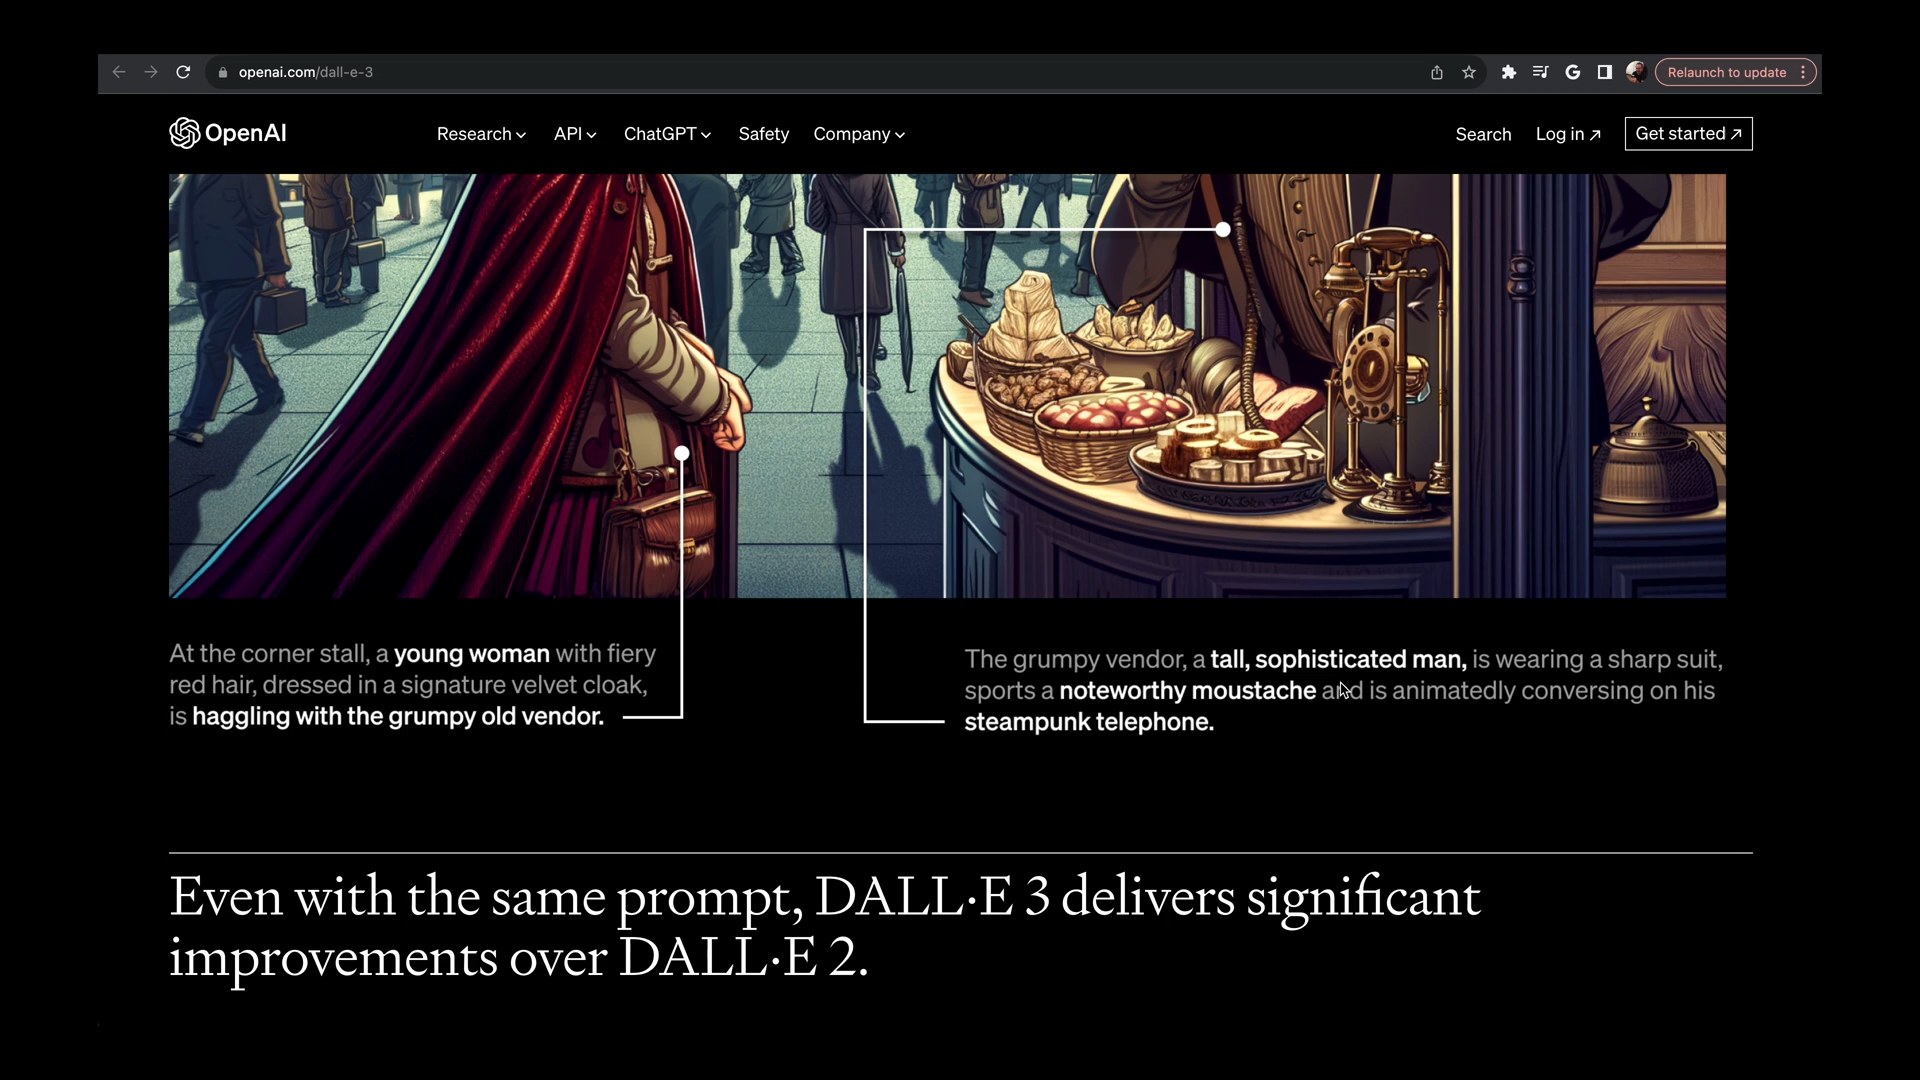 openai.com/dall-e-3
Relaunch to update
OpenAI
Research
API
ChatGPT
Safety
Company
Search
Log in ↗
Get started ↗
At the corner stall, a young woman with fiery
red hair, dressed in a signature velvet cloak,
is haggling with the grumpy old vendor.
The grumpy vendor, a tall, sophisticated man, is wearing a sharp suit,
sports a noteworthy moustache and is animatedly conversing on his
steampunk telephone.
Even with the same prompt, DALL·E 3 delivers significant
improvements over DALL·E 2.